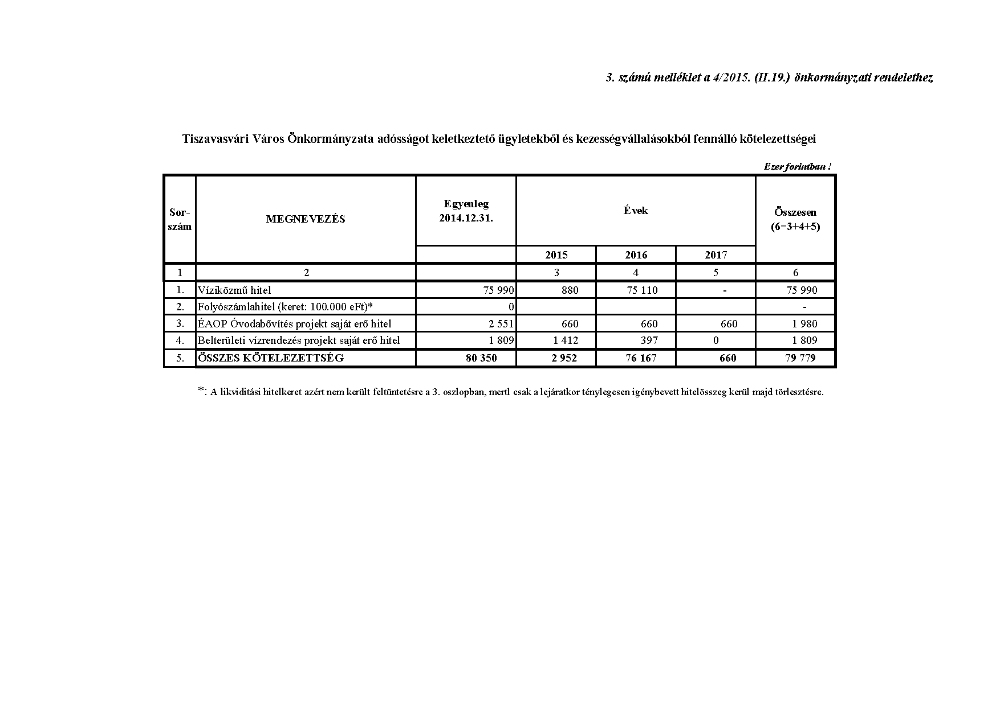 3. számú melléklet a 4/2015. (II.19.) önkormányzati rendelethez
Tiszavasvári Város Önkormányzata adósságot keletkeztető ügyletekből és kezességvállalásokból fennálló kötelezettségei
Ezer forintban !
Sor-
szám
MEGNEVEZÉS
Egyenleg
2014.12.31.
Évek
Összesen
(6=3+4+5)
2015 2016 2017
1 2 3 4 5 6
1. Víziközmű hitel 75 990 880 75 110 - 75 990
2. Folyószámlahitel (keret: 100.000 eFt)* 0 -
3. ÉAOP Óvodabővítés projekt saját erő hitel 2 551 660 660 660 1 980
4. Belterületi vízrendezés projekt saját erő hitel 1 809 1 412 397 0 1 809
5. ÖSSZES KÖTELEZETTSÉG 80 350 2 952 76 167 660 79 779
*: A likviditási hitelkeret azért nem került feltüntetésre a 3. oszlopban, mertl csak a lejáratkor ténylegesen igénybevett hitelösszeg kerül majd törlesztésre.